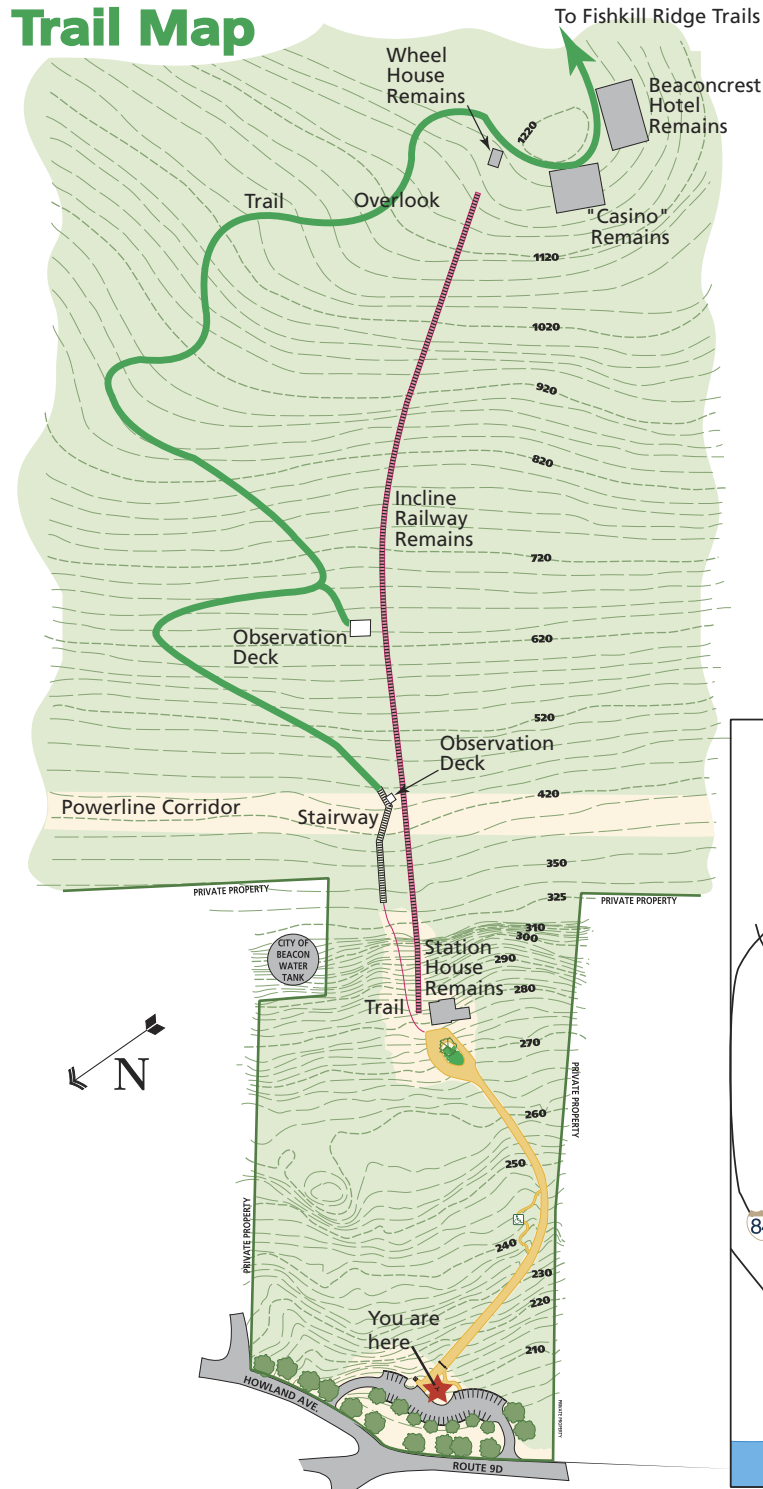 Trail Map
To Fishkill Ridge Trails
Wheel
House
Remains
Beaconcrest
Hotel
Remains
1220
Trail
Overlook
"Casino"
Remains
1120
1020
920
820
Incline
Railway
Remains
720
Observation
Deck
620
520
Observation
Deck
420
Powerline Corridor
Stairway
350
325
PRIVATE PROPERTY
PRIVATE PROPERTY
310
300
CITY OF
BEACON
WATER
TANK
Station
House
Remains
290
280
Trail
270
N
PRIVATE PROPERTY
260
250
PRIVATE PROPERTY
240
230
220
You are
here
210
HOWLAND AVE.
PRIVATE PROPERTY
ROUTE 9D